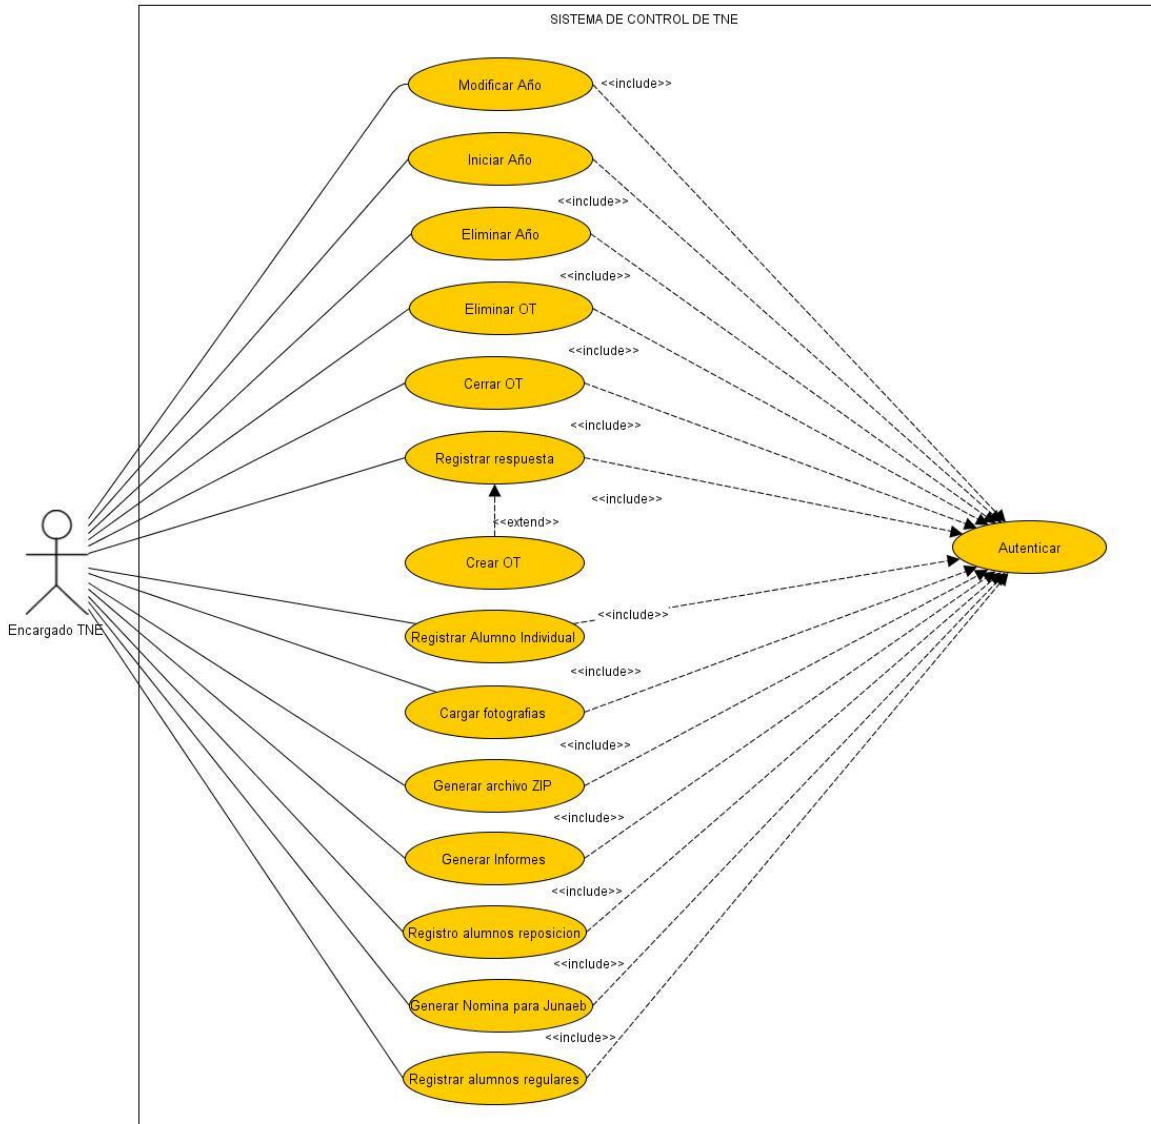 SISTEMA DE CONTROL DE TNE
Modificar Año
<<include>>
Iniciar Año
<<include>>
Eliminar Año
<<include>>
Eliminar OT
<<include>>
Cerrar OT
<<include>>
Registrar respuesta
<<include>>
<<extend>>
Autenticar
Crear OT
<<include>>
Encargado TNE
Registrar Alumno Individual
<<include>>
Cargar fotografias
<<include>>
Generar archivo ZIP
<<include>>
Generar Informes
<<include>>
Registro alumnos reposicion
<<include>>
Generar Nomina para Junaeb
<<include>>
Registrar alumnos regulares